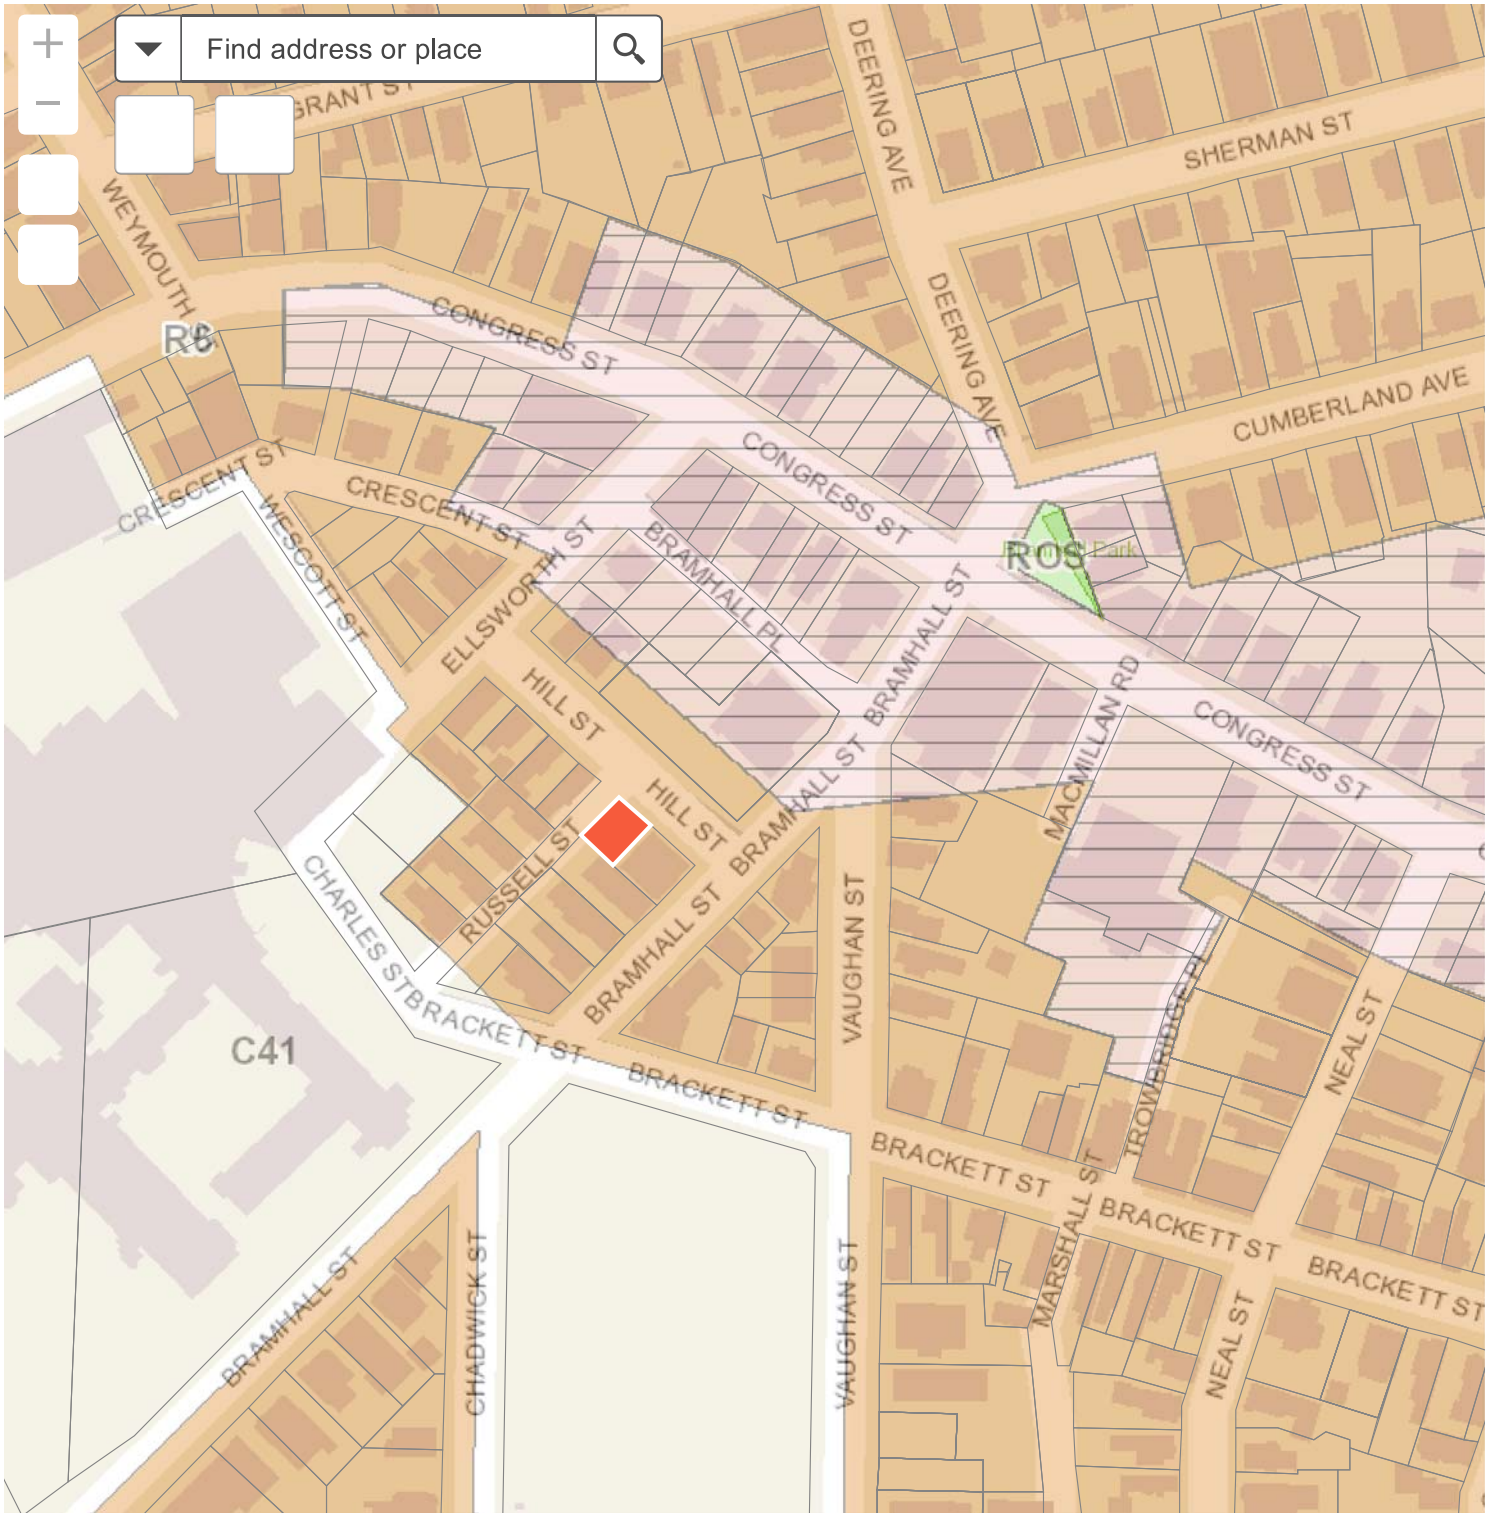 +
Find address or place
−
GRANT ST
DEERING AVE
SHERMAN ST
WEYMOUTH
R6
CONGRESS ST
DEERING AVE
CUMBERLAND AVE
CRESCENT ST
CRESCENT ST
CONGRESS ST
WESCOTT ST
ELLSWORTH ST
BRAMHALL PL
BRAMHALL ST
ROS
Park
HILL ST
HILL ST
BRAMHALL ST
MACMILLAN RD
CONGRESS ST
RUSSELL ST
CHARLES ST
BRAMHALL ST
VAUGHAN ST
TROWBRIDGE PL
NEAL ST
C41
BRACKETT ST
BRACKETT ST
BRACKETT ST
MARSHALL ST
BRACKETT ST
BRACKETT ST
BRAMHALL ST
CHADWICK ST
VAUGHAN ST
NEAL ST